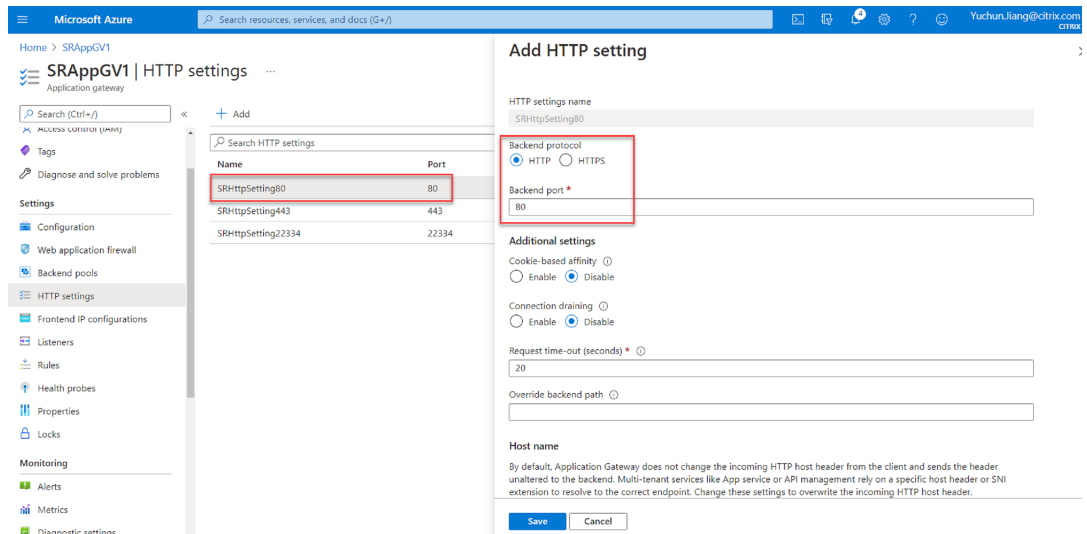 Microsoft Azure
Search resources, services, and docs (G+/)
4
Yuchun.Jiang@citrix.com
CITRIX
Home > SRAppGV1
SRAppGV1 | HTTP settings ...
Application gateway
Search (Ctrl+/)
«
Access control (IAM)
Tags
Diagnose and solve problems
Settings
Configuration
Web application firewall
Backend pools
HTTP settings
Frontend IP configurations
Listeners
Rules
Health probes
Properties
Locks
Monitoring
Alerts
Metrics
Diagnostic settings
+ Add
Search HTTP settings
Name Port
SRHttpSetting80 80
SRHttpSetting443 443
SRHttpSetting22334 22334
Add HTTP setting
HTTP settings name
SRHttpSetting80
Backend protocol
HTTP HTTPS
Backend port *
80
Additional settings
Cookie-based affinity
Enable Disable
Connection draining
Enable Disable
Request time-out (seconds) *
20
Override backend path
Host name
By default, Application Gateway does not change the incoming HTTP host header from the client and sends the header
unaltered to the backend. Multi-tenant services like App service or API management rely on a specific host header or SNI
extension to resolve to the correct endpoint. Change these settings to overwrite the incoming HTTP host header.
Save Cancel